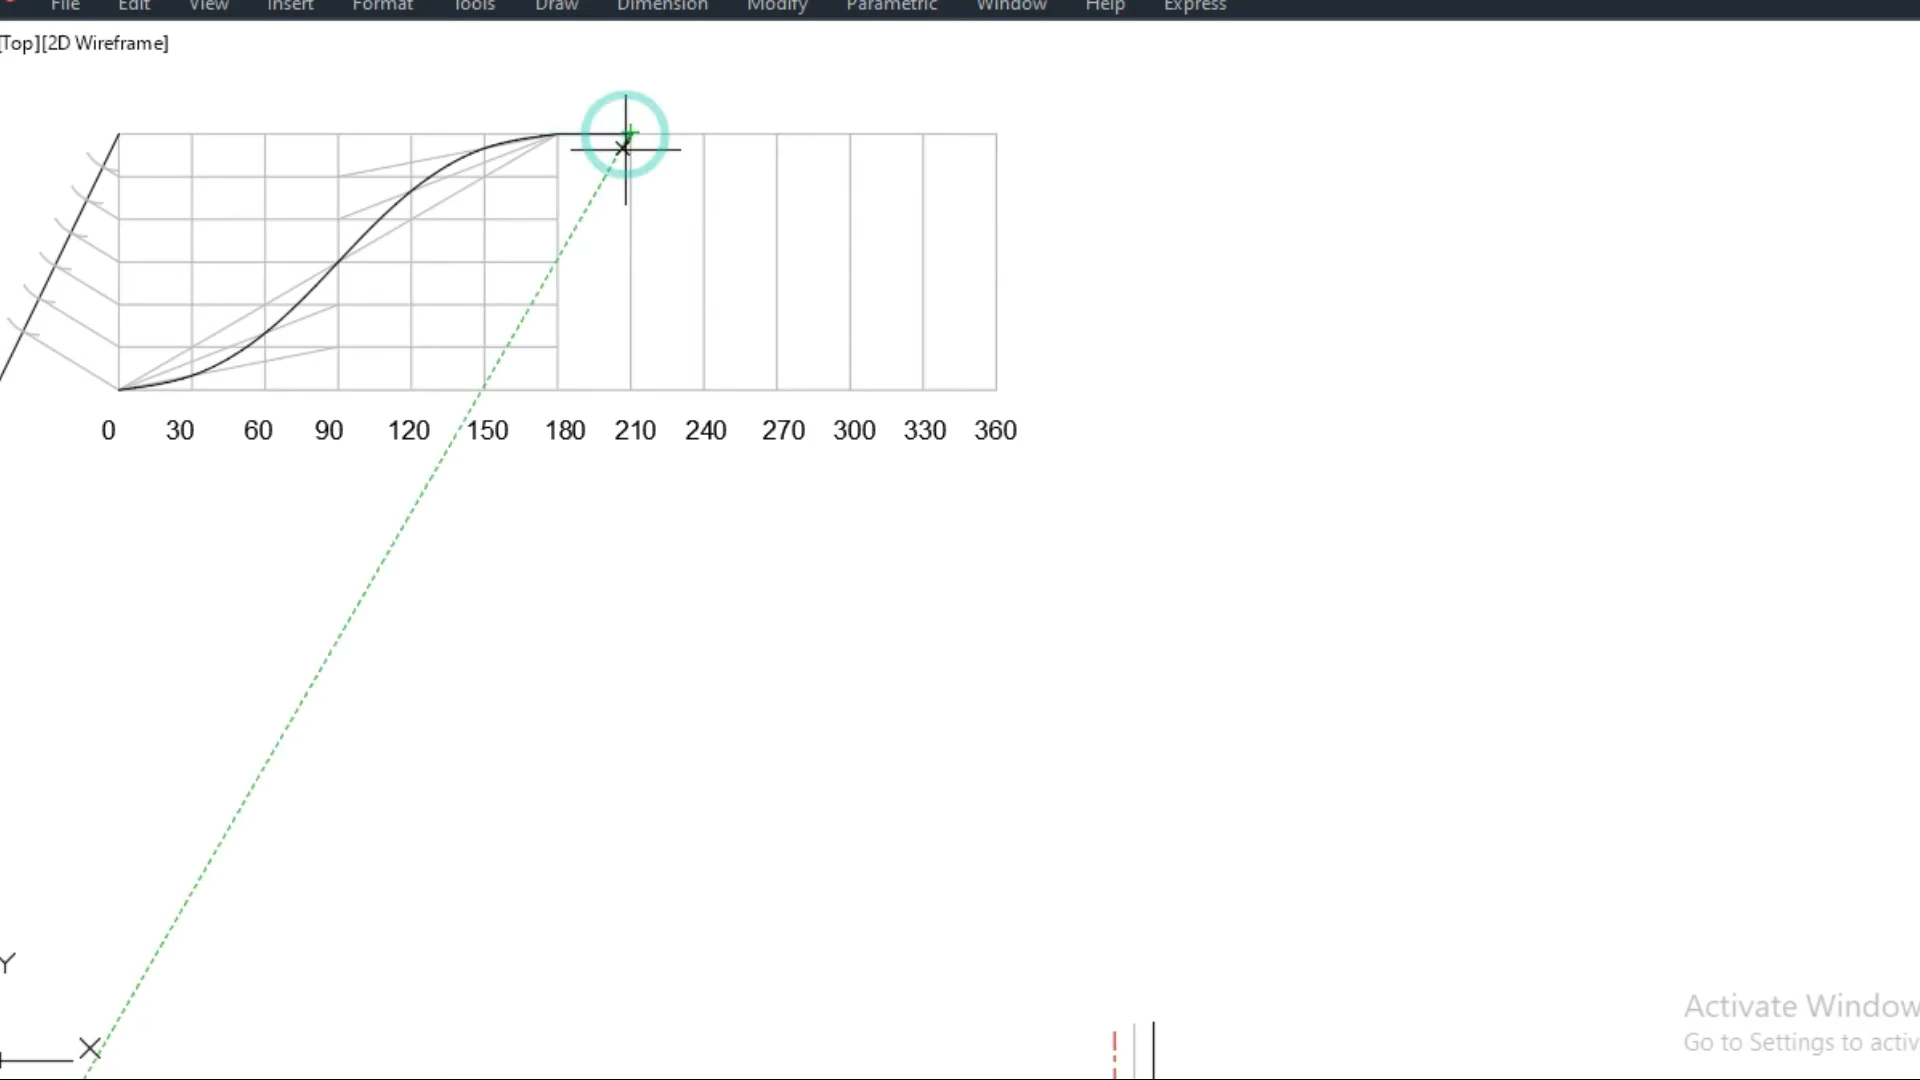 File Edit View Insert Format Tools Draw Dimension Modify Parametric Window Help Express
[Top][2D Wireframe]
0 30 60 90 120 150 180 210 240 270 300 330 360
Y
X
Activate Window
Go to Settings to activ